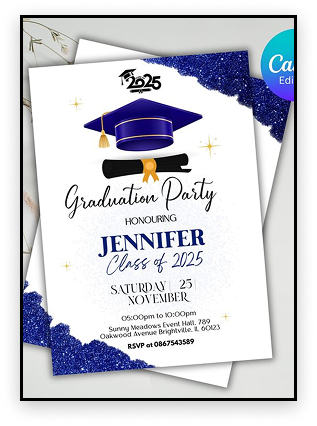 2025
Graduation Party
HONOURING
JENNIFER
Class of 2025
SATURDAY | 23
NOVEMBER
05:00pm to 10:00pm
Sunny Meadows Event Hall, 789
Oakwood Avenue Brightville, IL 60123
RSVP at 0867543589
Ca
Edi